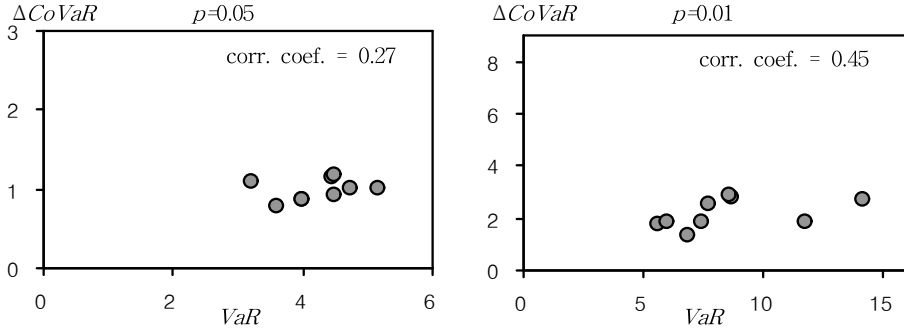 ΔCoVaR p=0.05
3
corr. coef. = 0.27
2
1
0
0 2 4 6
VaR
ΔCoVaR p=0.01
corr. coef. = 0.45
8
6
4
2
0
0 5 10 15
VaR